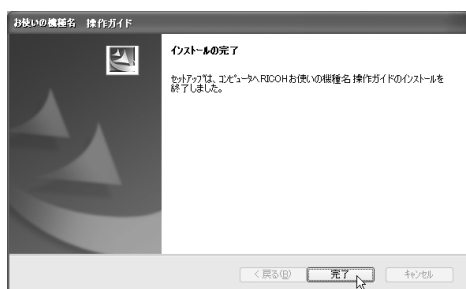 お使いの機種名 操作ガイド
インストールの完了
セットアップは、コンピュータへRICOHお使いの機種名 操作ガイドのインストールを
終了しました。
< 戻る(B) 完了 キャンセル